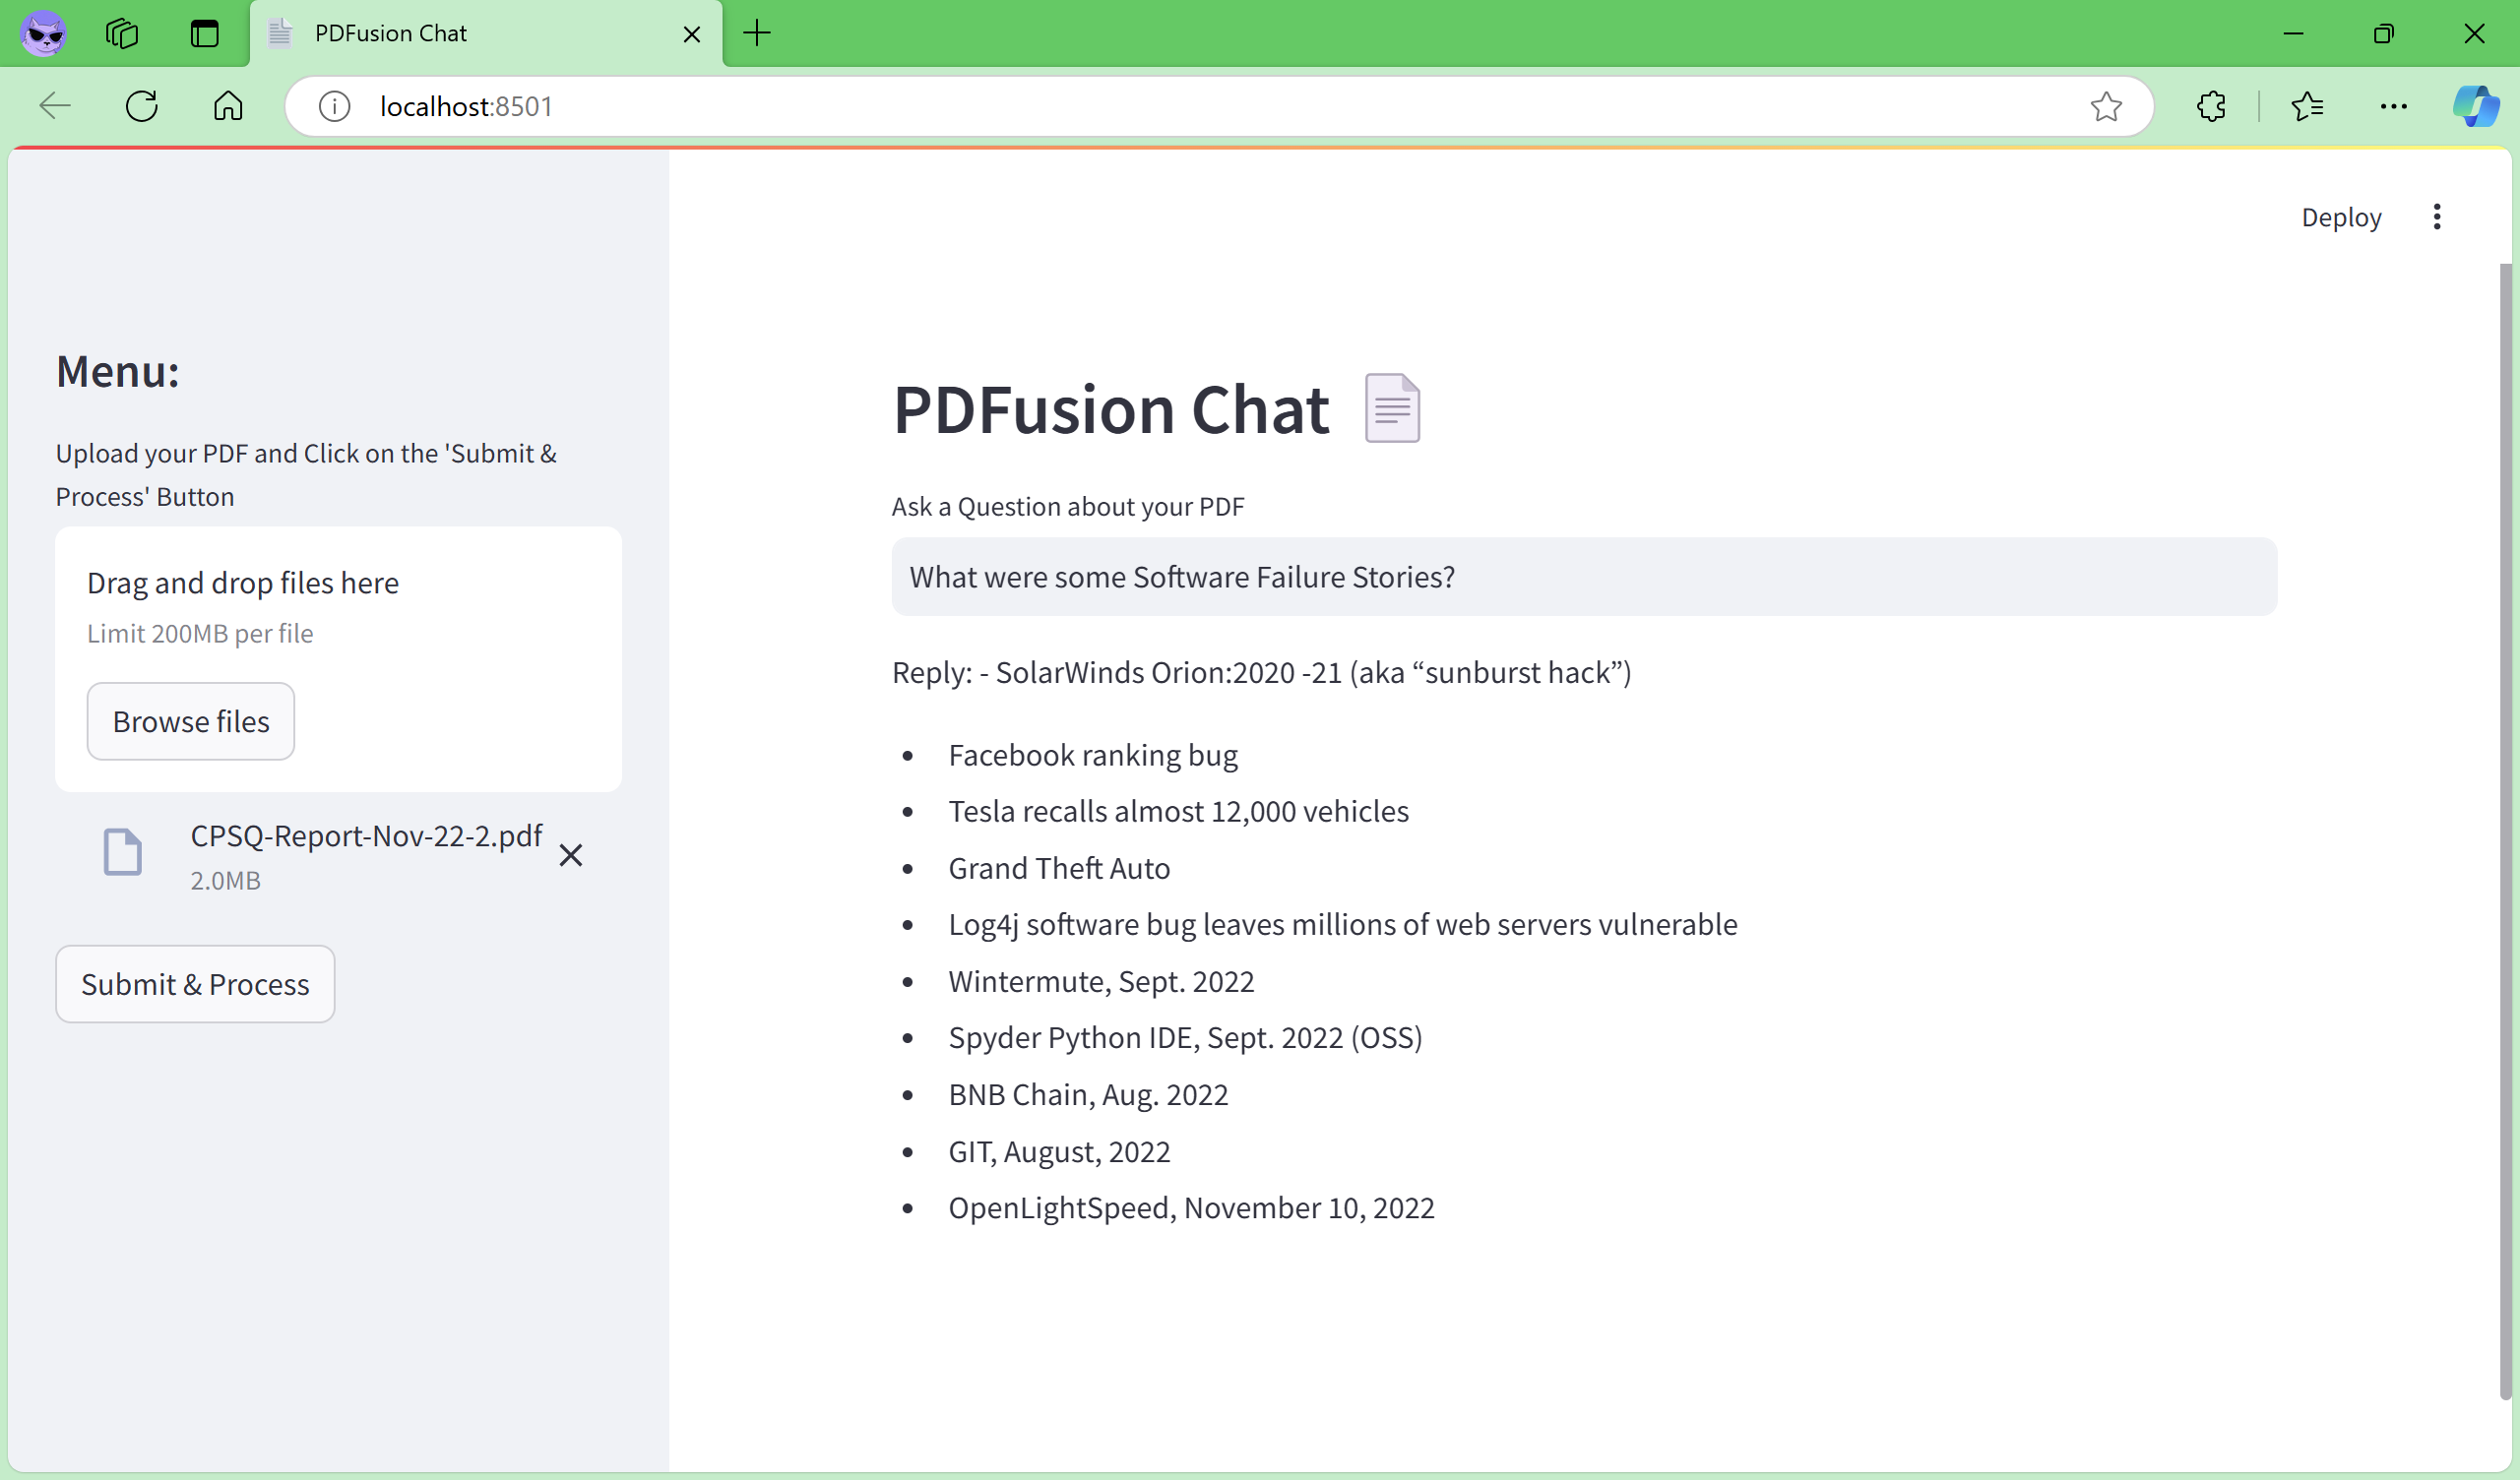 PDFusion Chat
localhost:8501
Deploy
Menu:
Upload your PDF and Click on the 'Submit &
Process' Button
Drag and drop files here
Limit 200MB per file
Browse files
CPSQ-Report-Nov-22-2.pdf
2.0MB
Submit & Process
PDFusion Chat
Ask a Question about your PDF
What were some Software Failure Stories?
Reply: - SolarWinds Orion:2020 -21 (aka “sunburst hack”)
• Facebook ranking bug
• Tesla recalls almost 12,000 vehicles
• Grand Theft Auto
• Log4j software bug leaves millions of web servers vulnerable
• Wintermute, Sept. 2022
• Spyder Python IDE, Sept. 2022 (OSS)
• BNB Chain, Aug. 2022
• GIT, August, 2022
• OpenLightSpeed, November 10, 2022